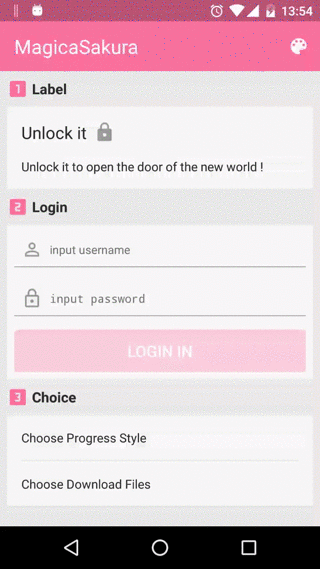 13:54
MagicaSakura
1 Label
Unlock it
Unlock it to open the door of the new world !
2 Login
input username
input password
LOGIN IN
3 Choice
Choose Progress Style
Choose Download Files